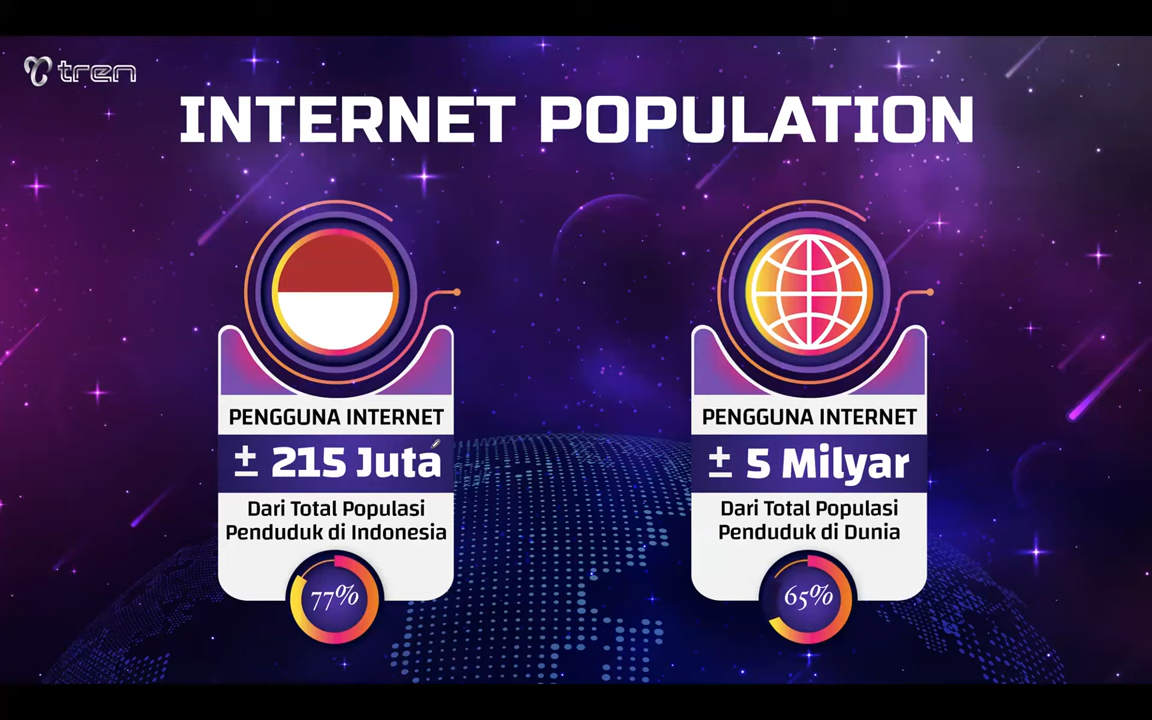 tren
INTERNET POPULATION
PENGGUNA INTERNET
± 215 Juta
Dari Total Populasi
Penduduk di Indonesia
77%
PENGGUNA INTERNET
± 5 Milyar
Dari Total Populasi
Penduduk di Dunia
65%